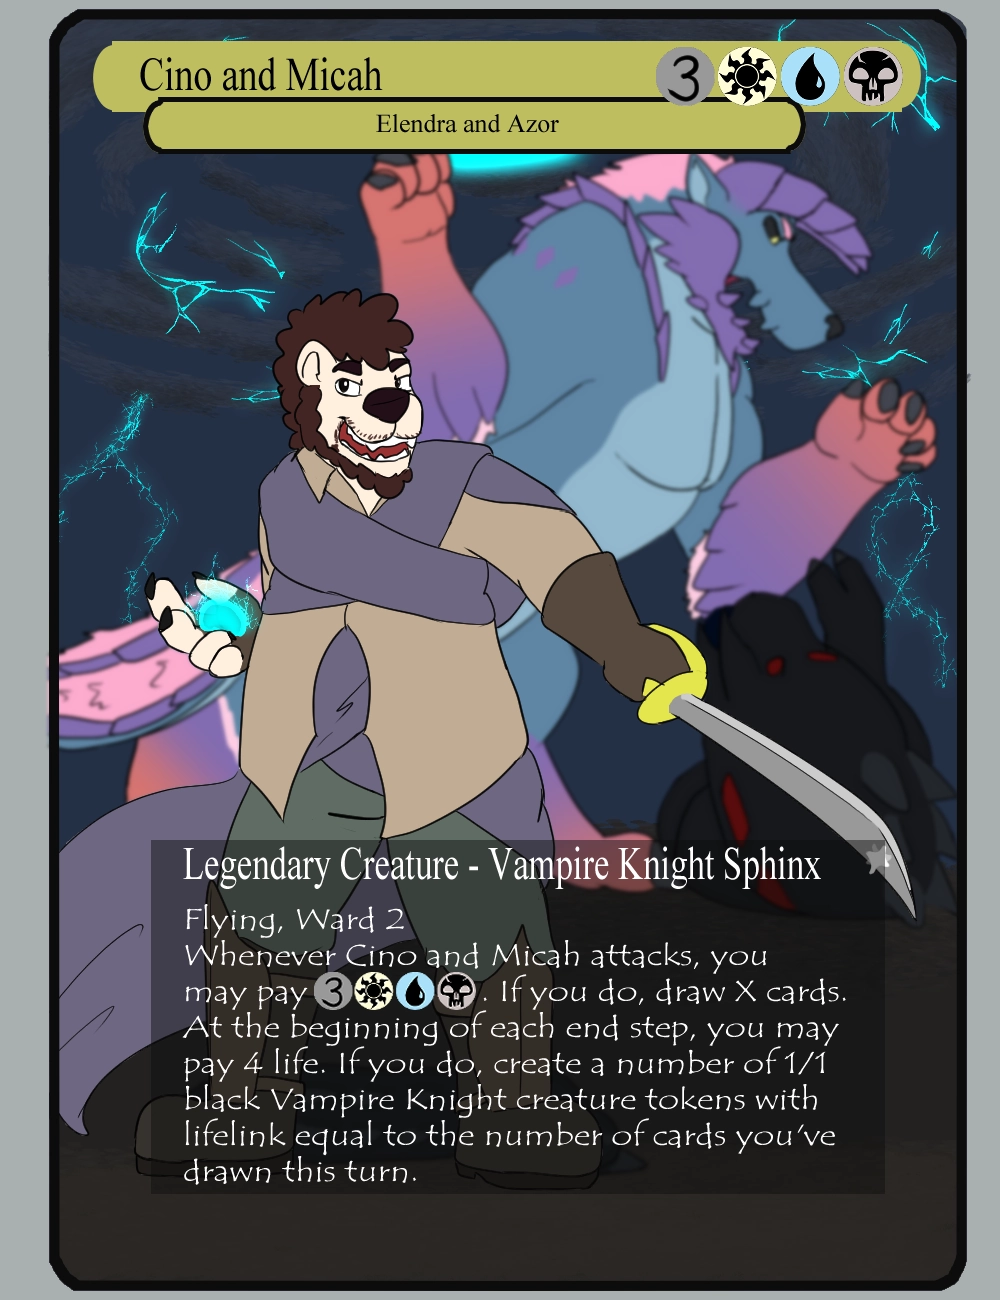 Cino and Micah 3
Elendra and Azor
Legendary Creature - Vampire Knight Sphinx
Flying, Ward 2
Whenever Cino and Micah attacks, you
may pay 3 . If you do, draw X cards.
At the beginning of each end step, you may
pay 4 life. If you do, create a number of 1/1
black Vampire Knight creature tokens with
lifelink equal to the number of cards you've
drawn this turn.